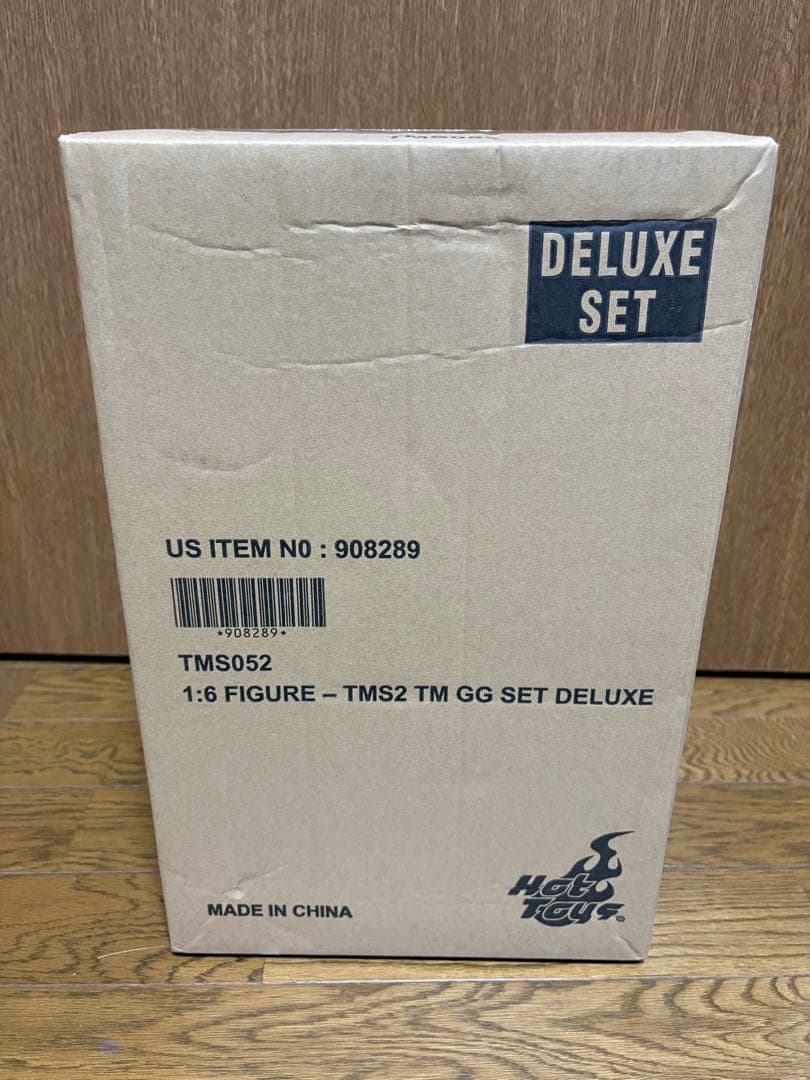 DELUXE
SET
US ITEM N0 : 908289
*908289*
TMS052
1:6 FIGURE – TMS2 TM GG SET DELUXE
MADE IN CHINA
Hot
Toys®